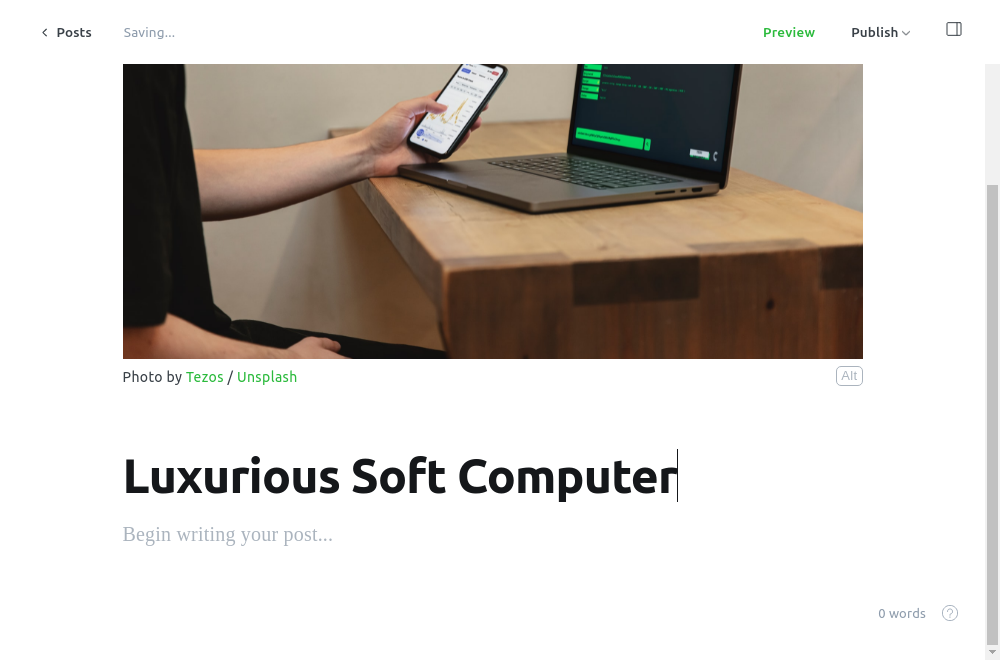 Posts
Saving...
Preview
Publish
Photo by Tezos / Unsplash
Alt
Luxurious Soft Computer
Begin writing your post...
0 words
?